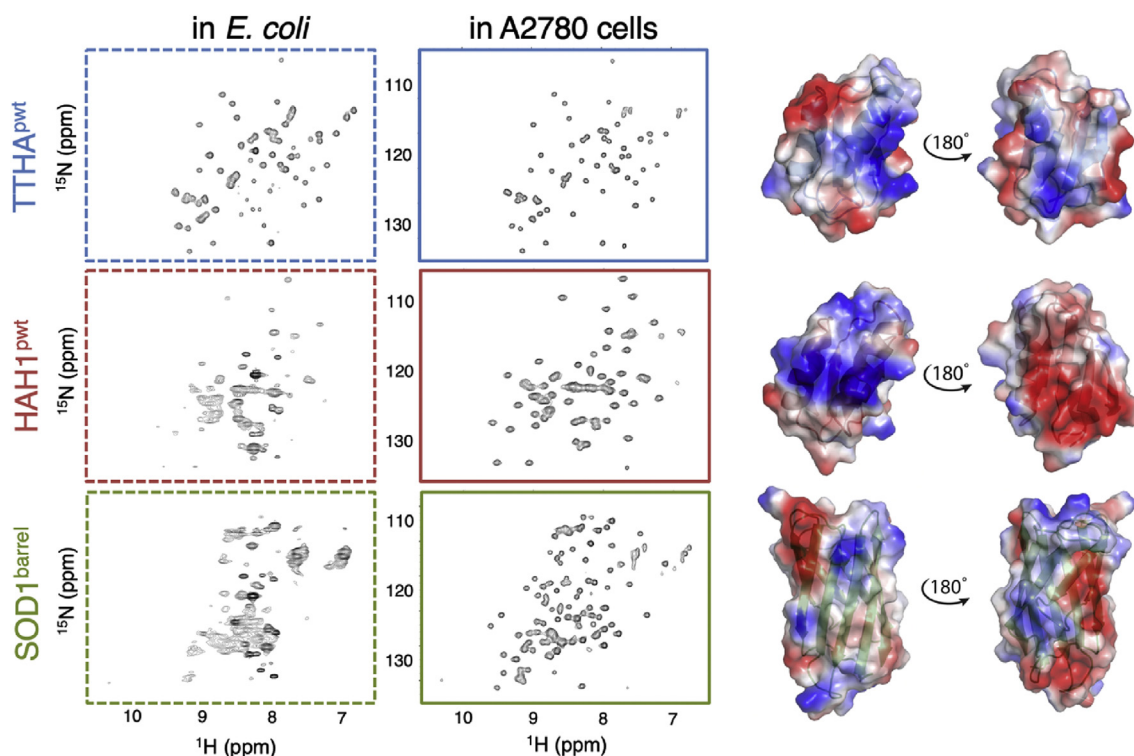 in E. coli
in A2780 cells
TTHAᵖʷᵗ
¹⁵N (ppm)
110
120
130
180°
HAH1ᵖʷᵗ
¹⁵N (ppm)
110
120
130
180°
SOD1ᵇᵃʳʳᵉˡ
¹⁵N (ppm)
110
120
130
180°
10 9 8 7
10 9 8 7
¹H (ppm)
¹H (ppm)